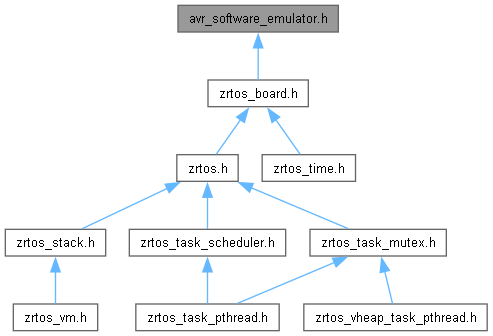 avr_software_emulator.h
zrtos_board.h
zrtos.h
zrtos_time.h
zrtos_stack.h
zrtos_task_scheduler.h
zrtos_task_mutex.h
zrtos_vm.h
zrtos_task_pthread.h
zrtos_vheap_task_pthread.h